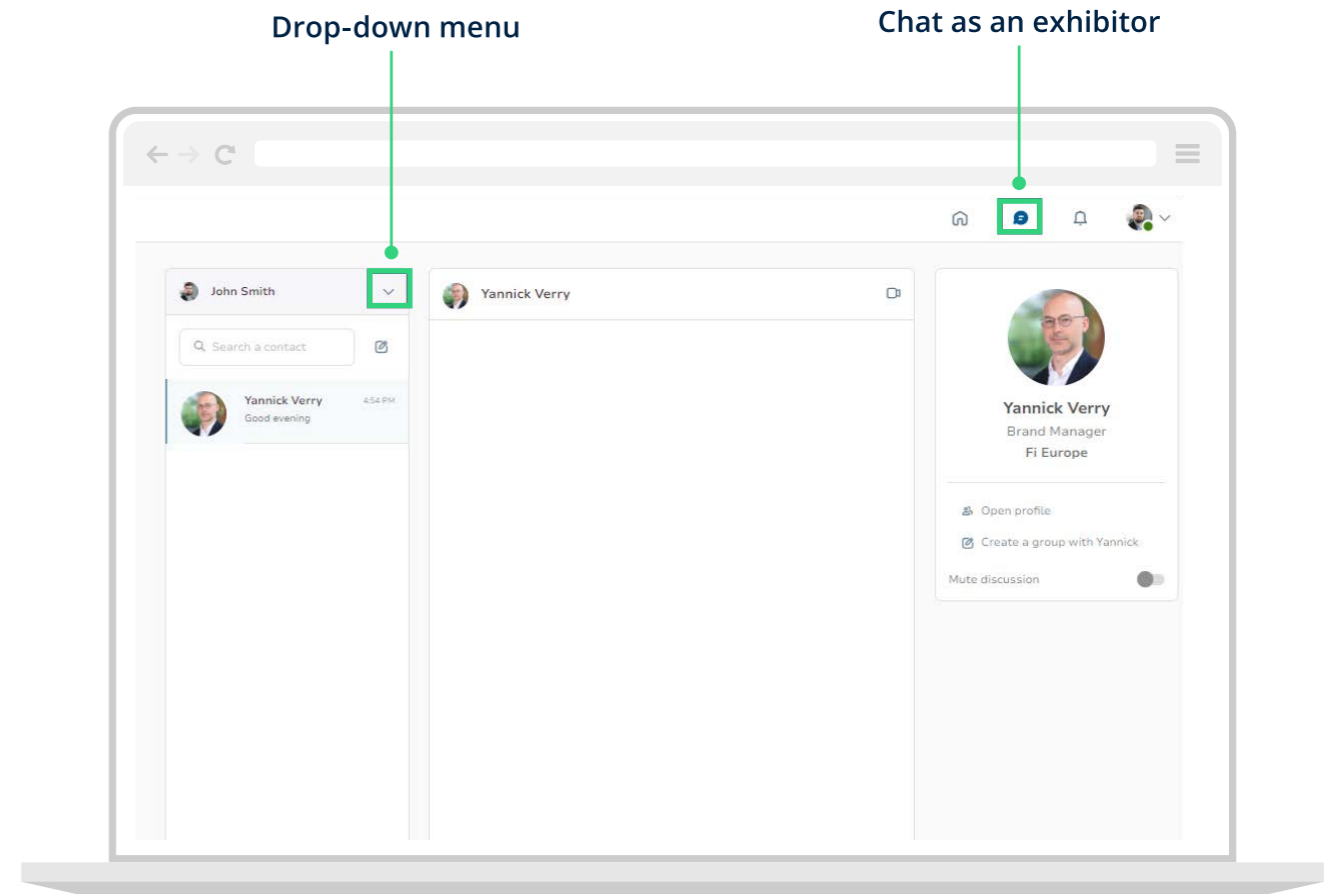 Drop-down menu
Chat as an exhibitor
John Smith
Search a contact
Yannick Verry
4:54 PM
Good evening
Yannick Verry
Yannick Verry
Brand Manager
Fi Europe
Open profile
Create a group with Yannick
Mute discussion